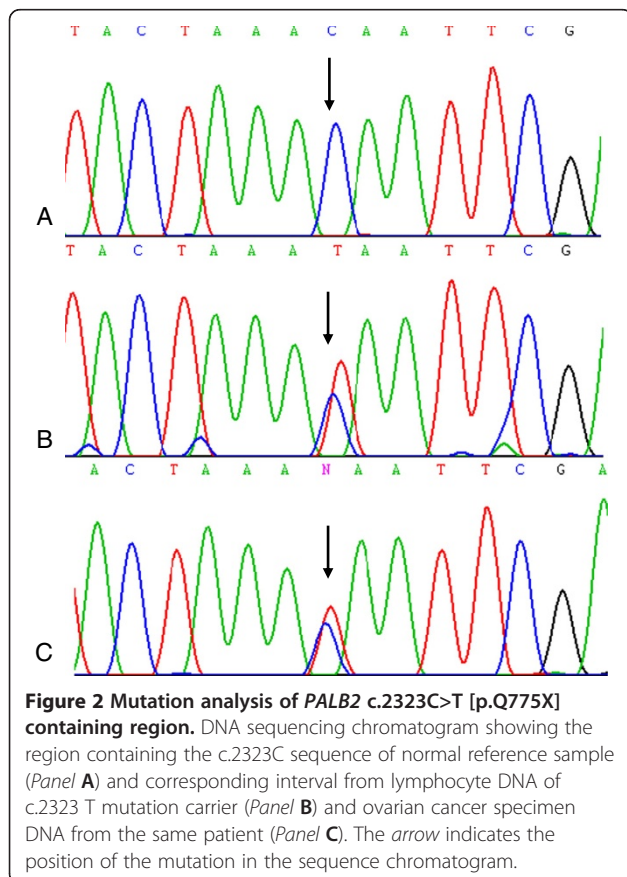 T A C T A A A C A A T T C G
A
T A C T A A A T A A T T C G
B
A C T A A A N A A T T C G A
C
Figure 2 Mutation analysis of PALB2 c.2323C>T [p.Q775X]
containing region. DNA sequencing chromatogram showing the
region containing the c.2323C sequence of normal reference sample
(Panel A) and corresponding interval from lymphocyte DNA of
c.2323 T mutation carrier (Panel B) and ovarian cancer specimen
DNA from the same patient (Panel C). The arrow indicates the
position of the mutation in the sequence chromatogram.